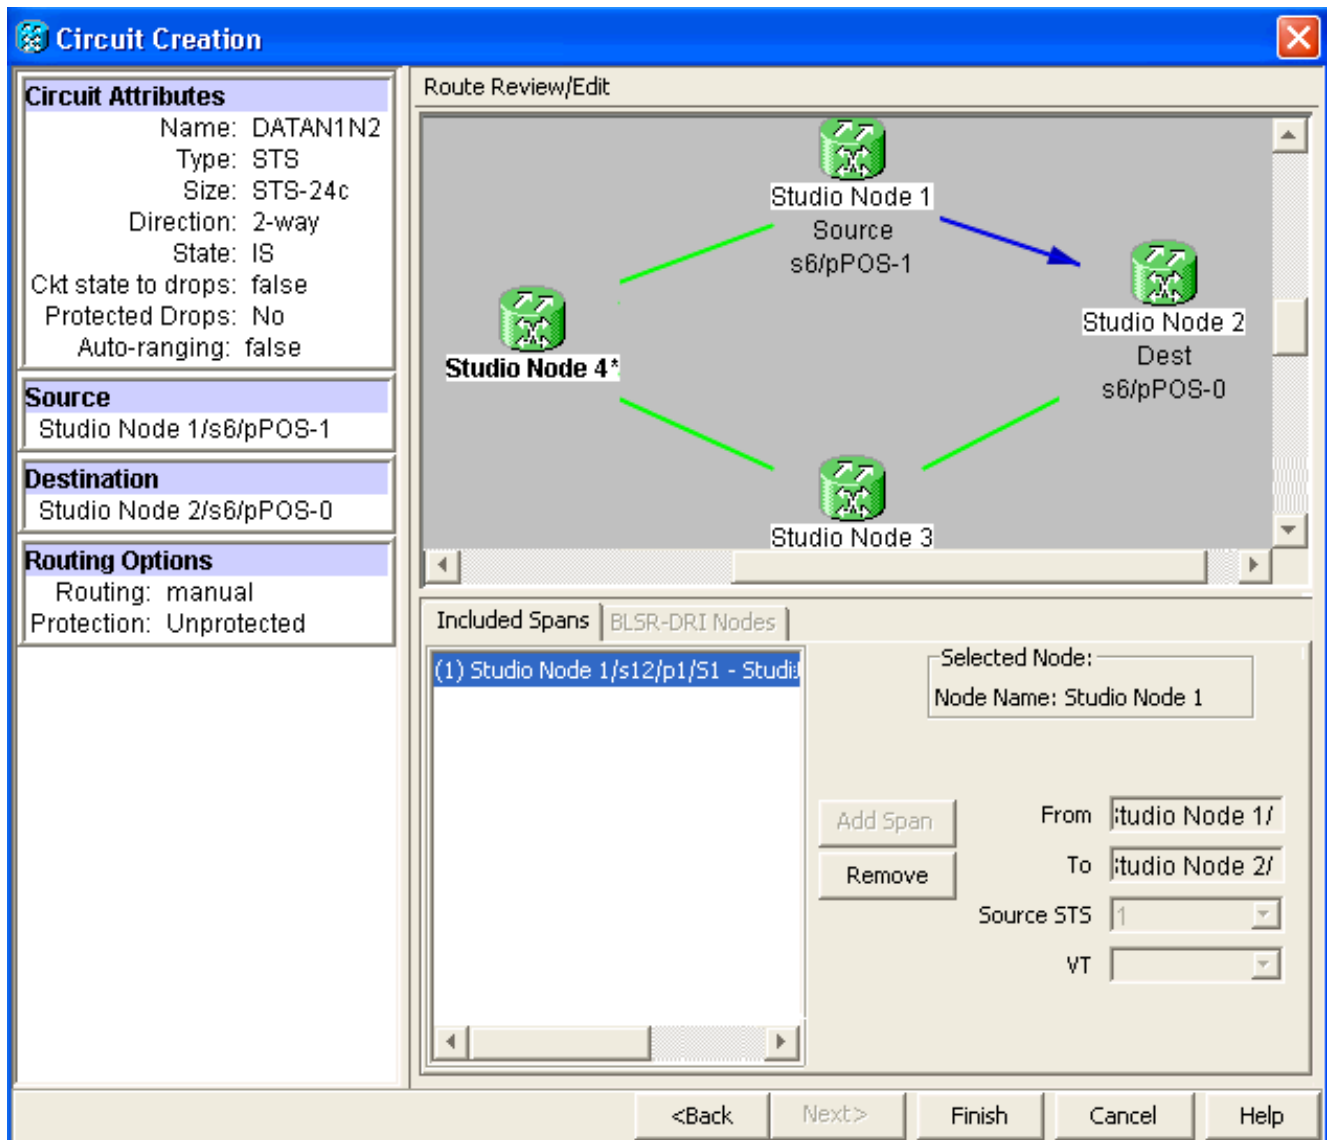 Circuit Creation
Circuit Attributes
Name: DATAN1N2
Type: STS
Size: STS-24c
Direction: 2-way
State: IS
Ckt state to drops: false
Protected Drops: No
Auto-ranging: false
Source
Studio Node 1/s6/pPOS-1
Destination
Studio Node 2/s6/pPOS-0
Routing Options
Routing: manual
Protection: Unprotected
Route Review/Edit
Studio Node 1
Source
s6/pPOS-1
Studio Node 2
Dest
s6/pPOS-0
Studio Node 4*
Studio Node 3
Included Spans
BLSR-DRI Nodes
(1) Studio Node 1/s12/p1/S1 - Studi
Selected Node:
Node Name: Studio Node 1
Add Span
Remove
From tudio Node 1/
To tudio Node 2/
Source STS 1
VT
<Back
Next>
Finish
Cancel
Help